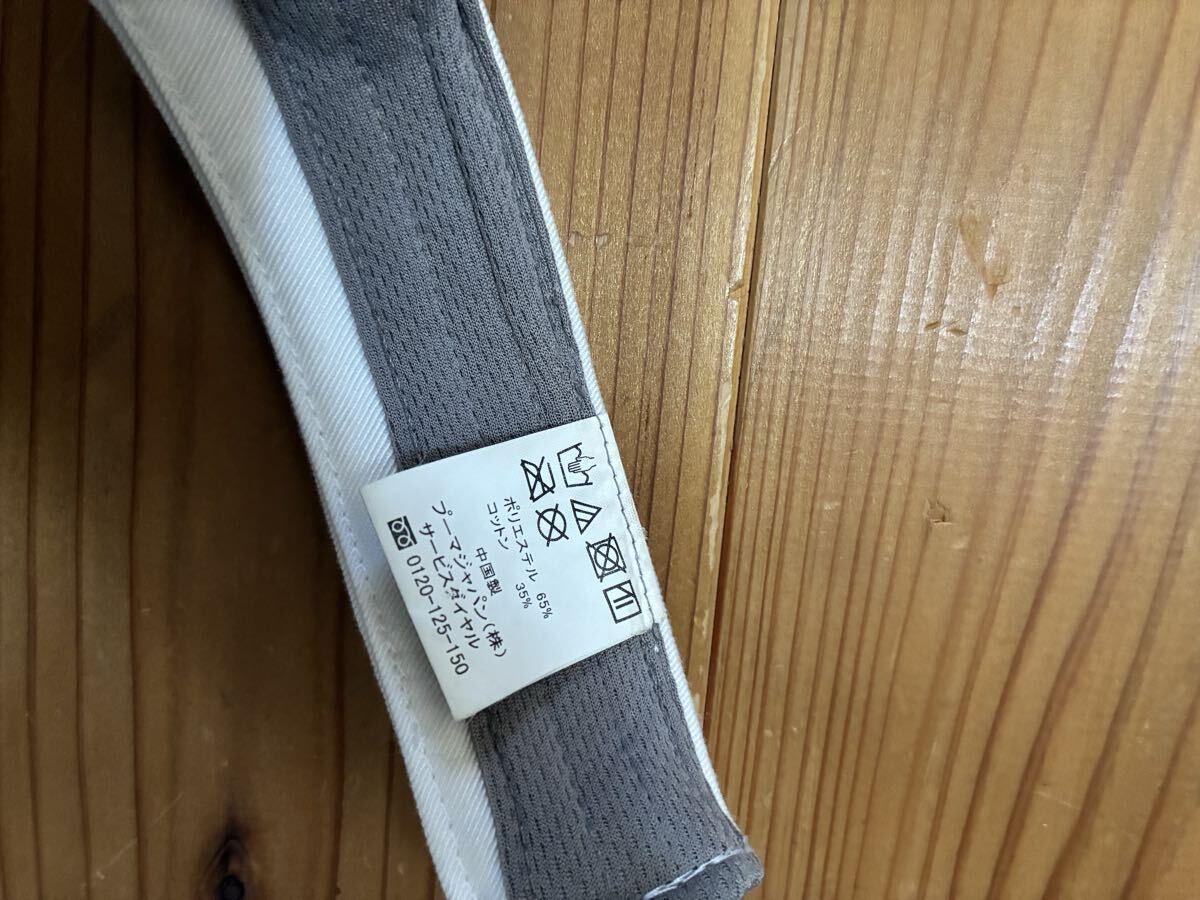 ポリエステル 65%
コットン 35%
中国製
プーマジャパン(株)
サービスダイヤル
0120-125-150